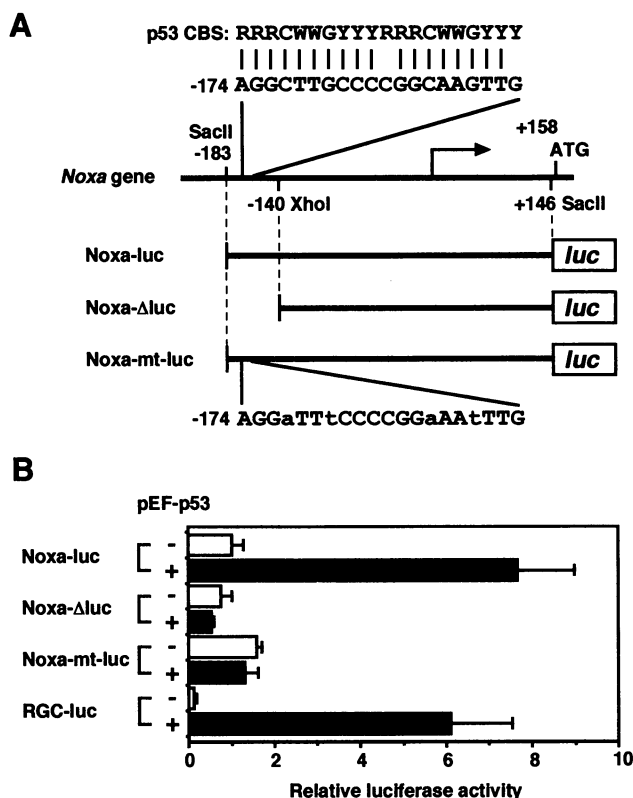 A
p53 CBS: RRRCWWGYYYRRRCWWGYYY
-174 AGGCTTGCCCCGGCAAGTTG
SacII
-183
+158
ATG
Noxa gene
-140 XhoI
+146 SacII
Noxa-luc
luc
Noxa-Δluc
luc
Noxa-mt-luc
luc
-174 AGGaTTtCCCCGGaAAtTTG
B
pEF-p53
Noxa-luc
-
+
Noxa-Δluc
-
+
Noxa-mt-luc
-
+
RGC-luc
-
+
0 2 4 6 8 10
Relative luciferase activity